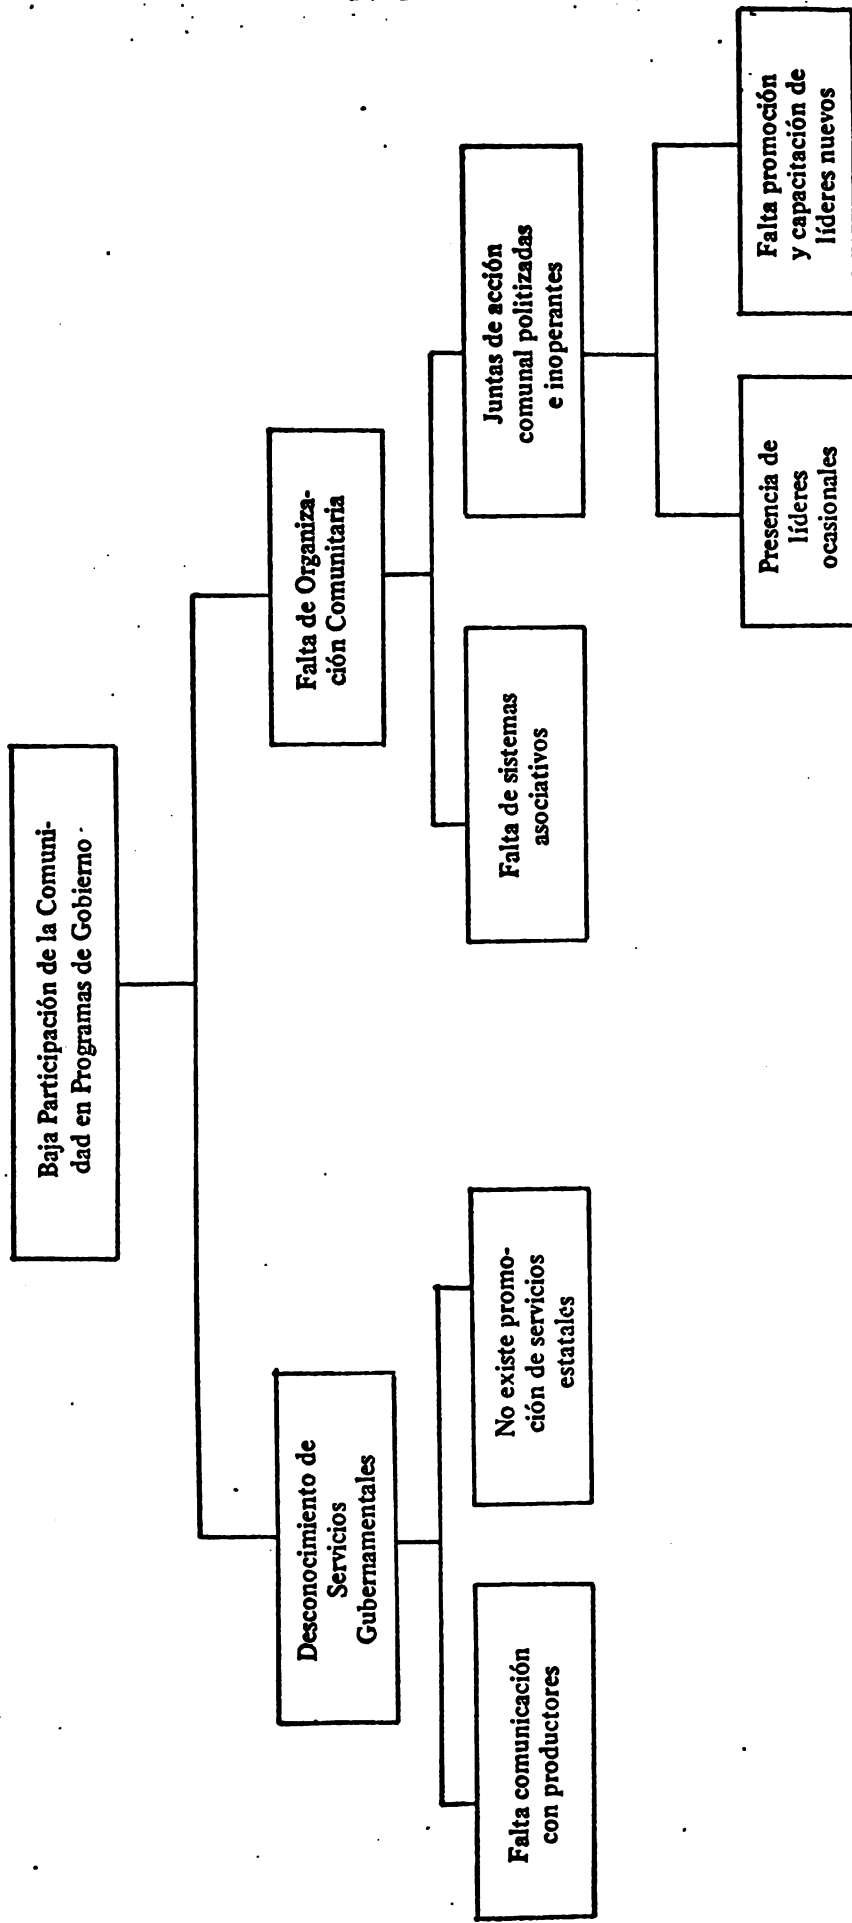 Baja Participación de la Comuni-
dad en Programas de Gobierno
Desconocimiento de
Servicios
Gubernamentales
Falta de Organiza-
ción Comunitaria
Falta comunicación
con productores
No existe promo-
ción de servicios
estatales
Falta de sistemas
asociativos
Juntas de acción
comunal politizadas
e inoperantes
Presencia de
líderes
ocasionales
Falta promoción
y capacitación de
líderes nuevos